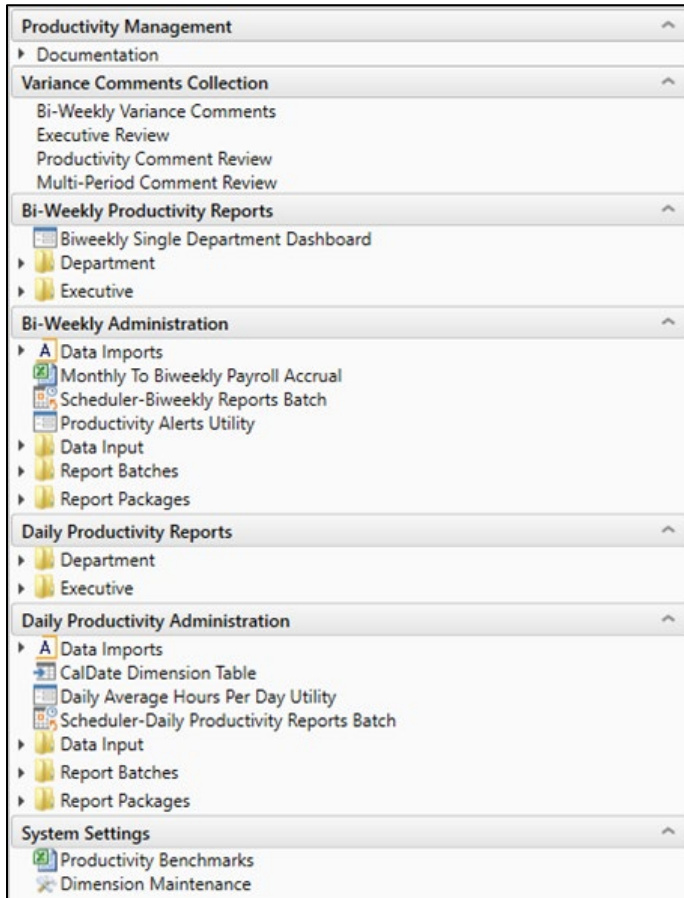 Productivity Management
Documentation
Variance Comments Collection
Bi-Weekly Variance Comments
Executive Review
Productivity Comment Review
Multi-Period Comment Review
Bi-Weekly Productivity Reports
Biweekly Single Department Dashboard
Department
Executive
Bi-Weekly Administration
Data Imports
Monthly To Biweekly Payroll Accrual
Scheduler-Biweekly Reports Batch
Productivity Alerts Utility
Data Input
Report Batches
Report Packages
Daily Productivity Reports
Department
Executive
Daily Productivity Administration
Data Imports
CalDate Dimension Table
Daily Average Hours Per Day Utility
Scheduler-Daily Productivity Reports Batch
Data Input
Report Batches
Report Packages
System Settings
Productivity Benchmarks
Dimension Maintenance